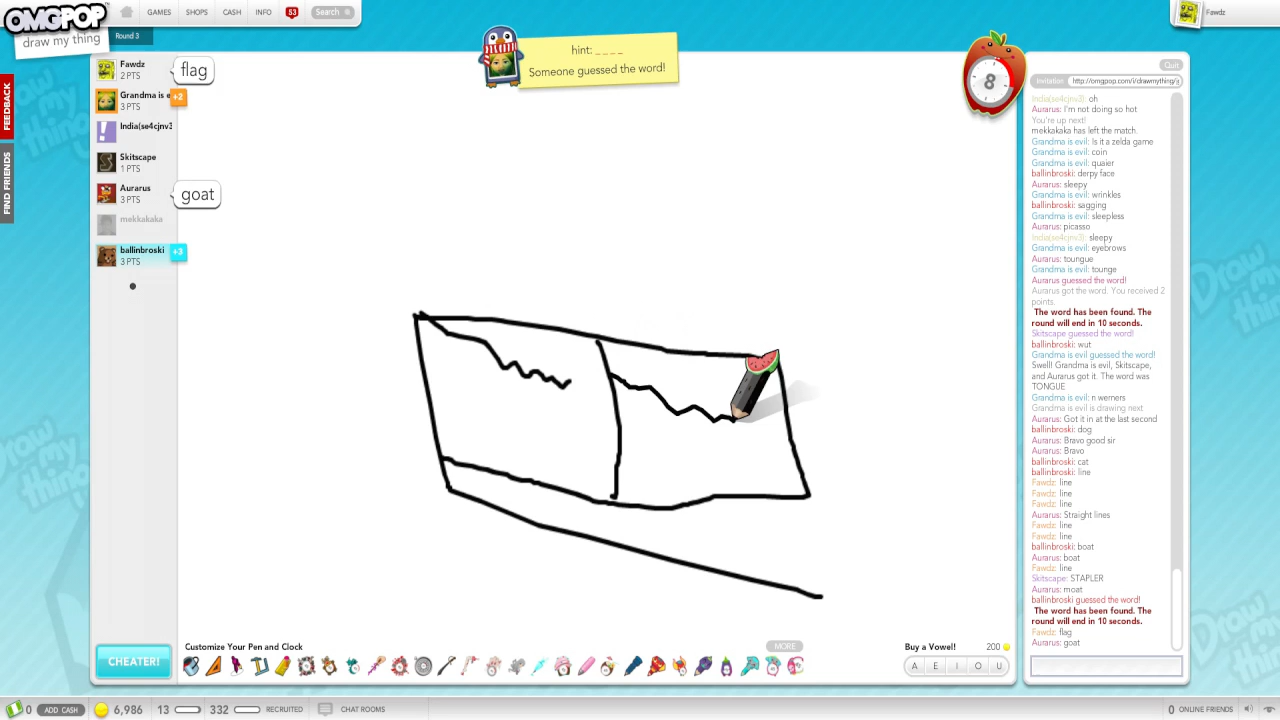 OMGPOP
GAMES SHOPS CASH INFO 53 Search
Fawdz
draw my thing
Round 3
hint: _ _ _ _
Someone guessed the word!
8
FEEDBACK
FIND FRIENDS
Fawdz
2 PTS
flag
Grandma is e
3 PTS
+2
India(se4cjnv3
Skitscape
1 PTS
Aurarus
3 PTS
goat
mekkakaka
ballinbroski
3 PTS
+3
Quit
Invitation
India(se4cjnv3): oh
Aurarus: I'm not doing so hot
You're up next!
mekkakaka has left the match.
Grandma is evil: Is it a zelda game
Grandma is evil: coin
Grandma is evil: quaier
ballinbroski: derpy face
Aurarus: sleepy
Grandma is evil: wrinkles
ballinbroski: sagging
Grandma is evil: sleepless
Aurarus: picasso
India(se4cjnv3): sleepy
Grandma is evil: eyebrows
Aurarus: toungue
Grandma is evil: tounge
Aurarus guessed the word!
Aurarus got the word. You received 2
points.
The word has been found. The
round will end in 10 seconds.
Skitscape guessed the word!
ballinbroski: wut
Grandma is evil guessed the word!
Swell! Grandma is evil, Skitscape,
and Aurarus got it. The word was
TONGUE
Grandma is evil: n werners
Grandma is evil is drawing next
Aurarus: Got it in at the last second
ballinbroski: dog
Aurarus: Bravo good sir
Aurarus: Bravo
ballinbroski: cat
ballinbroski: line
Fawdz: line
Fawdz: line
Fawdz: line
Aurarus: Straight lines
Fawdz: line
Fawdz: line
ballinbroski: boat
Aurarus: boat
Fawdz: line
Skitscape: STAPLER
Aurarus: moat
ballinbroski guessed the word!
The word has been found. The
round will end in 10 seconds.
Fawdz: flag
Aurarus: goat
CHEATER!
Customize Your Pen and Clock
MORE
Buy a Vowel! 200
A E I O U
0 ADD CASH 6,986 13 332 RECRUITED CHAT ROOMS
0 ONLINE FRIENDS